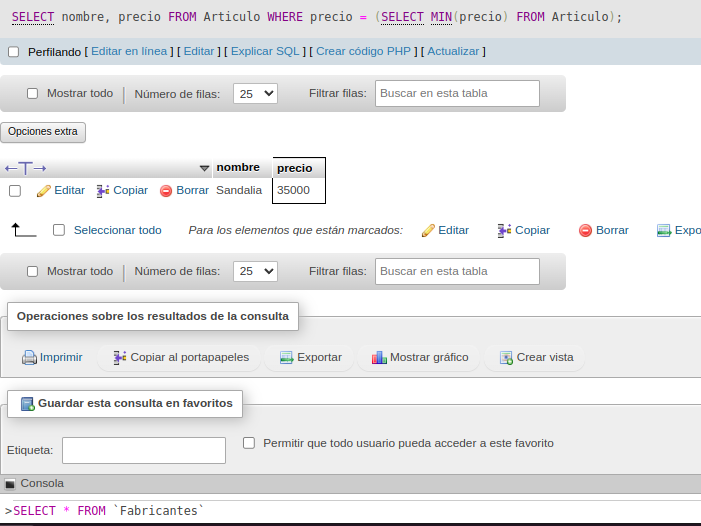 SELECT nombre, precio FROM Articulo WHERE precio = (SELECT MIN(precio) FROM Articulo);
Perfilando [ Editar en línea ] [ Editar ] [ Explicar SQL ] [ Crear código PHP ] [ Actualizar ]
Mostrar todo | Número de filas: 25 Filtrar filas: Buscar en esta tabla
Opciones extra
←T→ nombre precio
Editar Copiar Borrar Sandalia 35000
Seleccionar todo Para los elementos que están marcados: Editar Copiar Borrar Expo
Mostrar todo | Número de filas: 25 Filtrar filas: Buscar en esta tabla
Operaciones sobre los resultados de la consulta
Imprimir Copiar al portapapeles Exportar Mostrar gráfico Crear vista
Guardar esta consulta en favoritos
Etiqueta: Permitir que todo usuario pueda acceder a este favorito
Consola
>SELECT * FROM `Fabricantes`